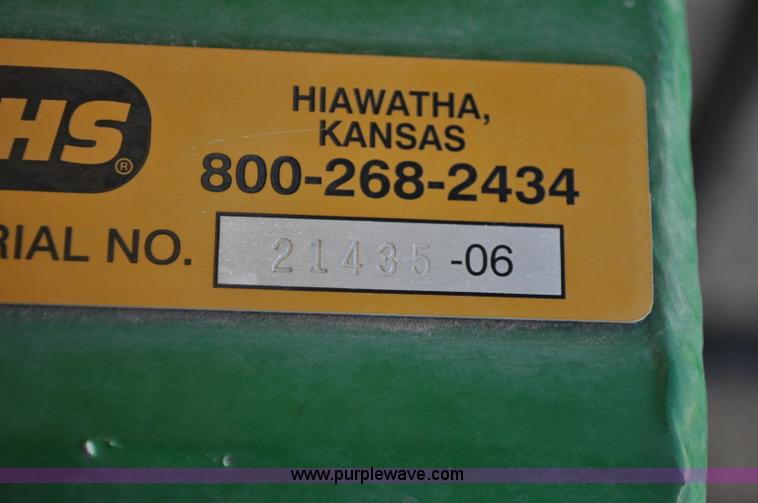 HS®
HIAWATHA,
KANSAS
800-268-2434
RIAL NO. 21435 -06
www.purplewave.com